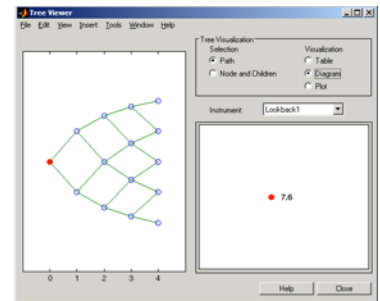 Tree Viewer
File Edit View Insert Tools Window Help
Tree Visualization
Selection
Visualization
Path
Table
Node and Children
Diagram
Plot
Instrument:
Lookback1
7.6
0 1 2 3 4
Help Close